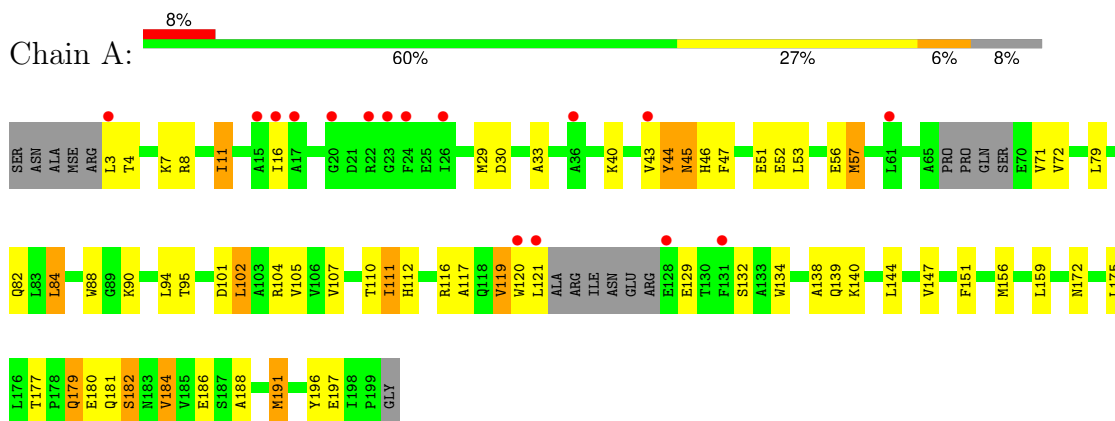 8%
Chain A:
60% 27% 6% 8%
SER ASN ALA MSE ARG L3 T4 K7 R8 I11 A15 I16 A17 G20 D21 R22 G23 F24 E25 I26 M29 D30 A33 A36 K40 V43 Y44 N45 H46 F47 E51 E52 L53 E56 M57 L61 A65 PRO PRO GLN SER E70 V71 V72 L79
Q82 L83 L84 W88 G89 K90 L94 T95 D101 L102 A103 R104 V105 V106 V107 T110 I111 H112 R116 A117 Q118 V119 W120 L121 ALA ARG ILE ASN GLU ARG E128 E129 T130 F131 S132 A133 W134 A138 Q139 K140 L144 V147 F151 M156 L159 N172 L175
L176 T177 P178 Q179 E180 Q181 S182 N183 V184 V185 E186 S187 A188 M191 Y196 E197 I198 P199 GLY